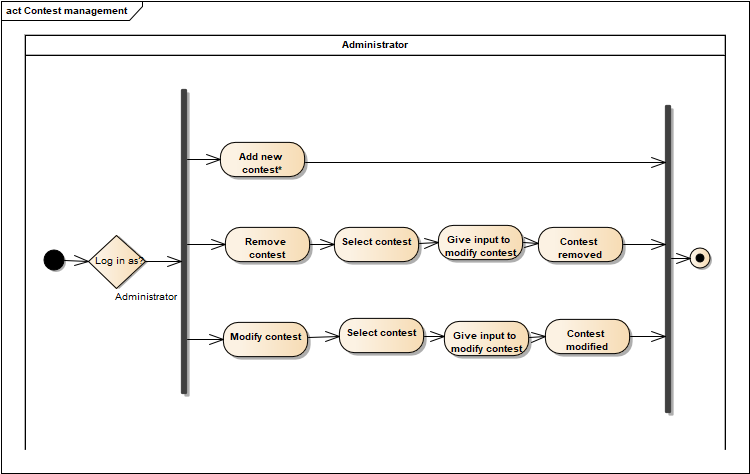 act Contest management
Administrator
Add new
contest*
Remove
contest
Select contest
Give input to
modify contest
Contest
removed
Log in as?
Administrator
Modify contest
Select contest
Give input to
modify contest
Contest
modified